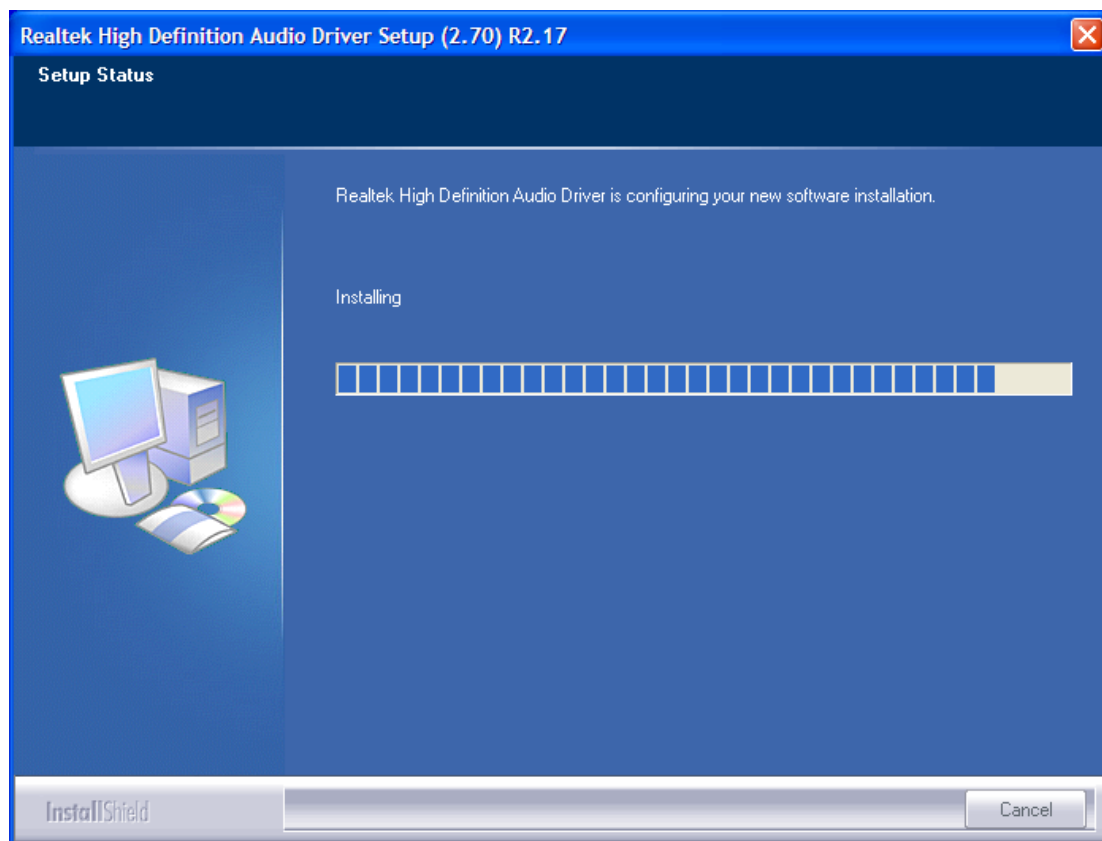 Realtek High Definition Audio Driver Setup (2.70) R2.17
Setup Status
Realtek High Definition Audio Driver is configuring your new software installation.
Installing
InstallShield
Cancel